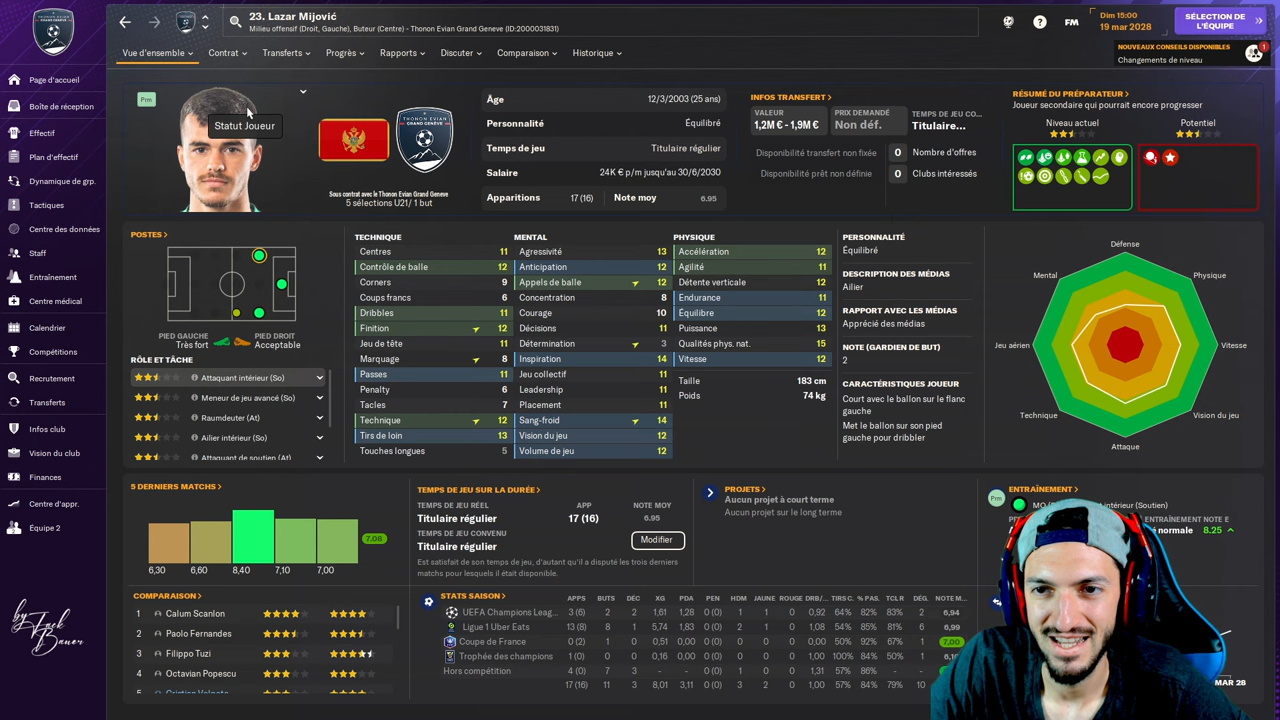 23. Lazar Mijović
Milieu offensif (Droit, Gauche), Buteur (Centre) - Thonon Evian Grand Geneve (ID:2000031831)
FM
Dim 15:00
19 mar 2028
SÉLECTION DE L'ÉQUIPE
Vue d'ensemble Contrat Transferts Progrès Rapports Discuter Comparaison Historique
NOUVEAUX CONSEILS DISPONIBLES
Changements de niveau
1
THONON EVIAN GRAND GENÈVE
Page d'accueil
Boîte de réception
Effectif
Plan d'effectif
Dynamique de grp.
Tactiques
Centre des données
Staff
Entraînement
Centre médical
Calendrier
Compétitions
Recrutement
Transferts
Infos club
Vision du club
Finances
Centre d'appr.
Equipe 2
Prm
Statut Joueur
THONON EVIAN GRAND GENÈVE
Sous contrat avec le Thonon Evian Grand Geneve
5 sélections U21/ 1 but
Âge 12/3/2003 (25 ans)
Personnalité Équilibré
Temps de jeu Titulaire régulier
Salaire 24K € p/m jusqu'au 30/6/2030
Apparitions 17 (16) Note moy 6.95
INFOS TRANSFERT
VALEUR 1,2M € - 1,9M €
PRIX DEMANDÉ Non déf.
TEMPS DE JEU CO... Titulaire...
Disponibilité transfert non fixée 0 Nombre d'offres
Disponibilité prêt non définie 0 Clubs intéressés
RÉSUMÉ DU PRÉPARATEUR
Joueur secondaire qui pourrait encore progresser
Niveau actuel Potentiel
POSTES
PIED GAUCHE Très fort
PIED DROIT Acceptable
RÔLE ET TÂCHE
Attaquant intérieur (So)
Meneur de jeu avancé (So)
Raumdeuter (At)
Ailier intérieur (So)
Attaquant de soutien (At)
TECHNIQUE
Centres 11
Contrôle de balle 12
Corners 9
Coups francs 6
Dribbles 11
Finition 12
Jeu de tête 11
Marquage 8
Passes 11
Penalty 6
Tacles 7
Technique 12
Tirs de loin 13
Touches longues 5
MENTAL
Agressivité 13
Anticipation 12
Appels de balle 12
Concentration 8
Courage 10
Décisions 11
Détermination 3
Inspiration 14
Jeu collectif 11
Leadership 11
Placement 11
Sang-froid 14
Vision du jeu 12
Volume de jeu 12
PHYSIQUE
Accélération 12
Agilité 11
Détente verticale 12
Endurance 11
Équilibre 12
Puissance 13
Qualités phys. nat. 15
Vitesse 12
Taille 183 cm
Poids 74 kg
PERSONNALITÉ
Équilibré
DESCRIPTION DES MÉDIAS
Ailier
RAPPORT AVEC LES MÉDIAS
Apprécié des médias
NOTE (GARDIEN DE BUT)
2
CARACTÉRISTIQUES JOUEUR
Court avec le ballon sur le flanc gauche
Met le ballon sur son pied gauche pour dribbler
Défense
Physique
Vitesse
Vision du jeu
Attaque
Technique
Jeu aérien
Mental
5 DERNIERS MATCHS
6,30 6,60 8,40 7,10 7,00
7.08
TEMPS DE JEU SUR LA DURÉE
TEMPS DE JEU RÉEL APP NOTE MOY
Titulaire régulier 17 (16) 6.95
TEMPS DE JEU CONVENU
Titulaire régulier Modifier
Est satisfait de son temps de jeu, d'autant qu'il a disputé les trois derniers
matchs pour lesquels il était disponible.
PROJETS
Aucun projet à court terme
Aucun projet sur le long terme
ENTRAÎNEMENT
Prm
ENTRAÎNEMENT NOTE E
8.25
COMPARAISON
1 Calum Scanlon
2 Paolo Fernandes
3 Filippo Tuzi
4 Octavian Popescu
STATS SAISON APPS BUTS DÉC XG PDA PEN HDM JAUNE ROUGE DRB/... TIRS C. % PAS. TCLR DÉG. NOTE M...
UEFA Champions Leag... 3 (6) 2 2 1,61 1,28 0 (0) 0 0 0 0,92 64% 82% 83% 2 6,94
Ligue 1 Uber Eats 13 (8) 8 1 5,74 1,83 0 (0) 2 1 0 1,08 54% 85% 81% 6 6,99
Coupe de France 0 (2) 1 0 0,51 0,00 0 (0) 1 0 0 0,00 50% 92% 67% 1 7,00
Trophée des champions 1 (0) 0 0 0,16 0,00 0 (0) 0 1 0 1,00 100% 84% 50% 1
Hors compétition 4 (0) 7 3 - - 0 (0) 3 0 0 1,31 57% 86% - -
17 (16) 11 3 8,01 3,11 0 (0) 3 2 0 1,00 57% 84% 79% 10
MAR 28